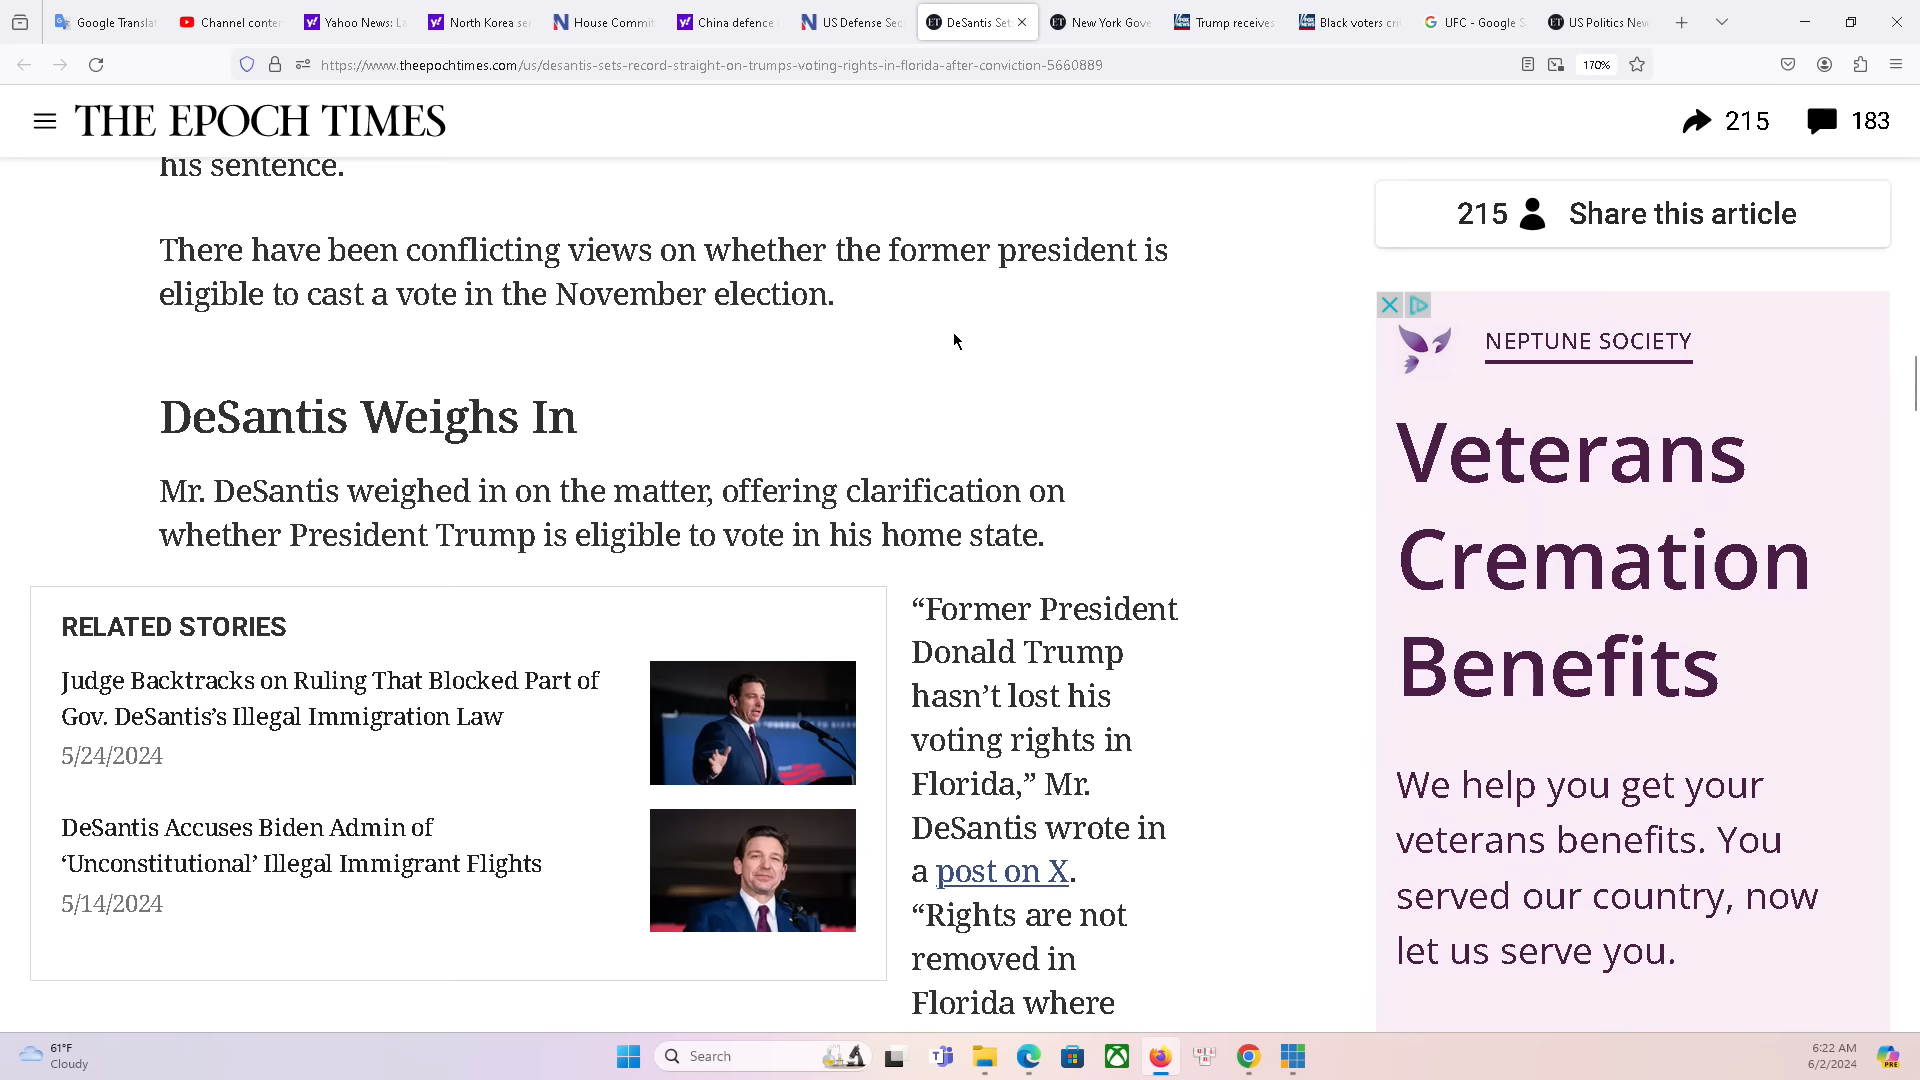 Google Translat
Channel conter
Yahoo News: La
North Korea ser
House Commit
China defence
US Defense Sec
DeSantis Set
New York Gove
Trump receives
Black voters cri
UFC - Google S
US Politics New
https://www.theepochtimes.com/us/desantis-sets-record-straight-on-trumps-voting-rights-in-florida-after-conviction-5660889
170%
THE EPOCH TIMES
215
183
his sentence.
There have been conflicting views on whether the former president is
eligible to cast a vote in the November election.
DeSantis Weighs In
Mr. DeSantis weighed in on the matter, offering clarification on
whether President Trump is eligible to vote in his home state.
RELATED STORIES
Judge Backtracks on Ruling That Blocked Part of
Gov. DeSantis’s Illegal Immigration Law
5/24/2024
DeSantis Accuses Biden Admin of
‘Unconstitutional’ Illegal Immigrant Flights
5/14/2024
“Former President
Donald Trump
hasn’t lost his
voting rights in
Florida,” Mr.
DeSantis wrote in
a post on X.
“Rights are not
removed in
Florida where
215 Share this article
NEPTUNE SOCIETY
Veterans
Cremation
Benefits
We help you get your
veterans benefits. You
served our country, now
let us serve you.
61°F
Cloudy
Search
6:22 AM
6/2/2024